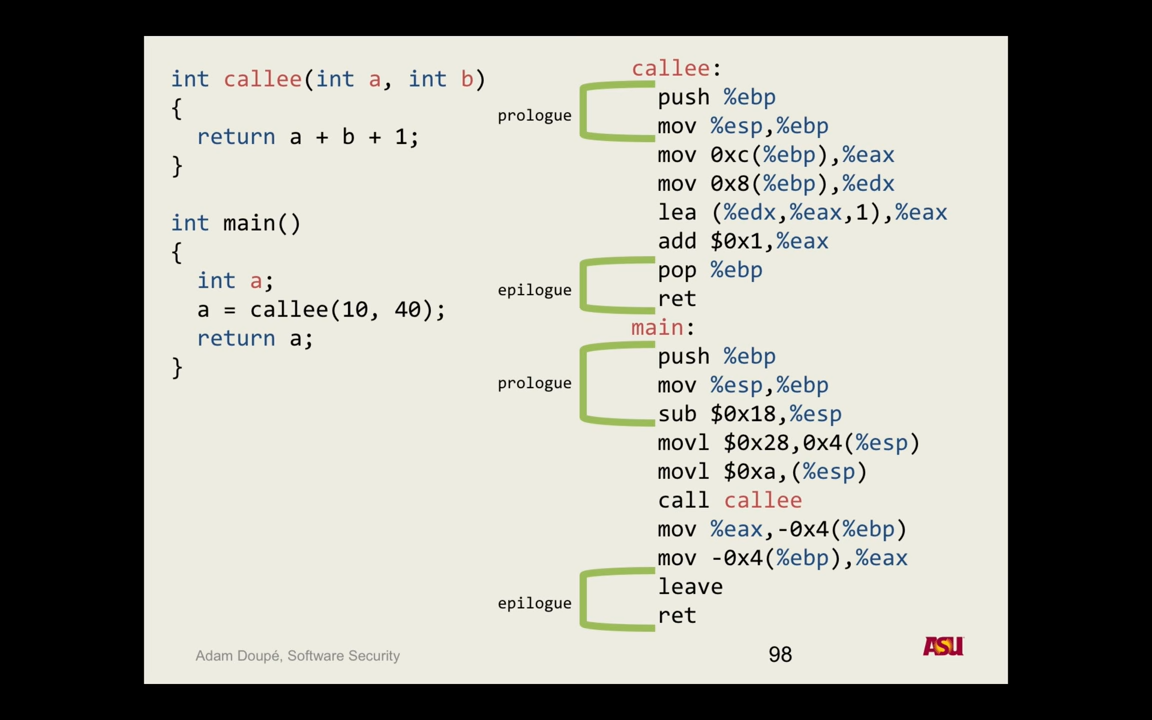 int callee(int a, int b)
{
  return a + b + 1;
}

int main()
{
  int a;
  a = callee(10, 40);
  return a;
}
callee:
prologue
  push %ebp
  mov %esp,%ebp
  mov 0xc(%ebp),%eax
  mov 0x8(%ebp),%edx
  lea (%edx,%eax,1),%eax
  add $0x1,%eax
epilogue
  pop %ebp
  ret
main:
prologue
  push %ebp
  mov %esp,%ebp
  sub $0x18,%esp
  movl $0x28,0x4(%esp)
  movl $0xa,(%esp)
  call callee
  mov %eax,-0x4(%ebp)
  mov -0x4(%ebp),%eax
epilogue
  leave
  ret
Adam Doupé, Software Security
98
ASU